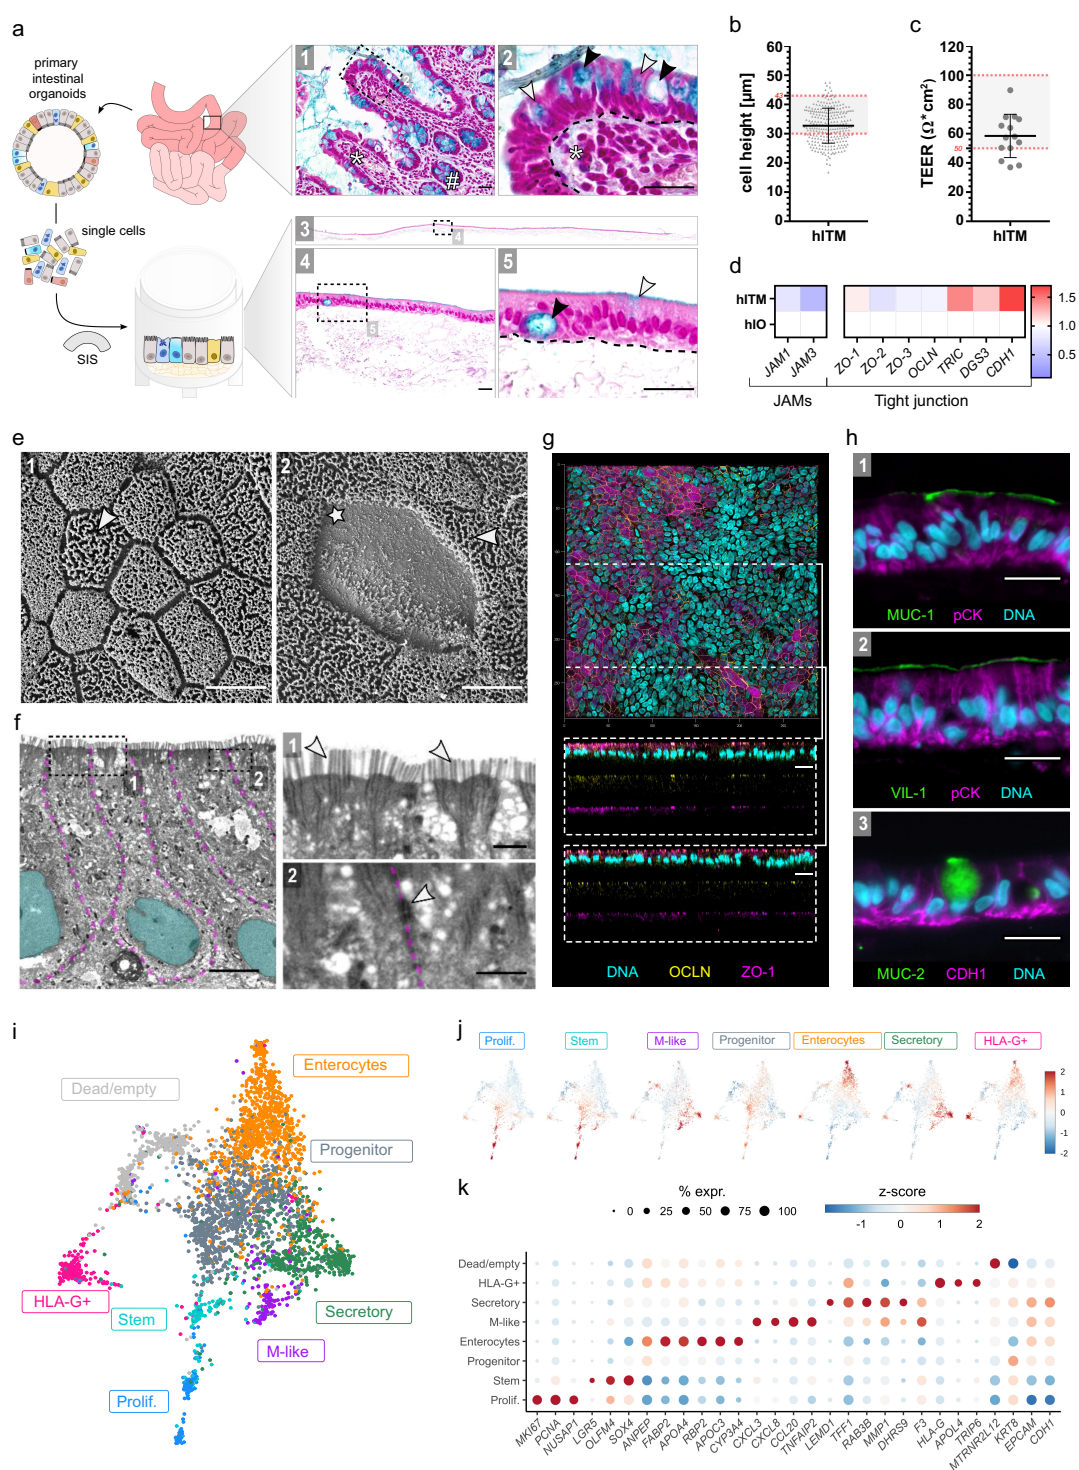 a
primary
intestinal
organoids
single cells
SIS
1
2
*
#
2
*
3
4
4
5
5
b
cell height [µm]
60
50
43
40
30
20
10
0
hITM
c
TEER (Ω*cm²)
120
100
80
60
50
40
20
0
hITM
d
hITM
hIO
JAM1
JAM3
ZO-1
ZO-2
ZO-3
OCLN
TRIC
DGS3
CDH1
JAMs
Tight junction
1.5
1.0
0.5
e
1
2
f
1
2
1
2
g
DNA
OCLN
ZO-1
h
1
MUC-1 pCK DNA
2
VIL-1 pCK DNA
3
MUC-2 CDH1 DNA
i
Enterocytes
Dead/empty
Progenitor
HLA-G+
Stem
Secretory
M-like
Prolif.
j
Prolif.
Stem
M-like
Progenitor
Enterocytes
Secretory
HLA-G+
2
1
0
-1
-2
k
% expr.
0 25 50 75 100
z-score
-1 0 1 2
Dead/empty
HLA-G+
Secretory
M-like
Enterocytes
Progenitor
Stem
Prolif.
MKI67
PCNA
NUSAP1
LGR5
OLFM4
SOX4
ANPEP
FABP2
APOA4
RBP2
APOC3
CYP3A4
CXCL3
CXCL8
CCL20
TNFAIP2
LEMD1
TFF1
RAB3B
MMP1
DHRS9
F3
HLA-G
APOL4
TRIP6
MTRNR2L12
KRT8
EPCAM
CDH1